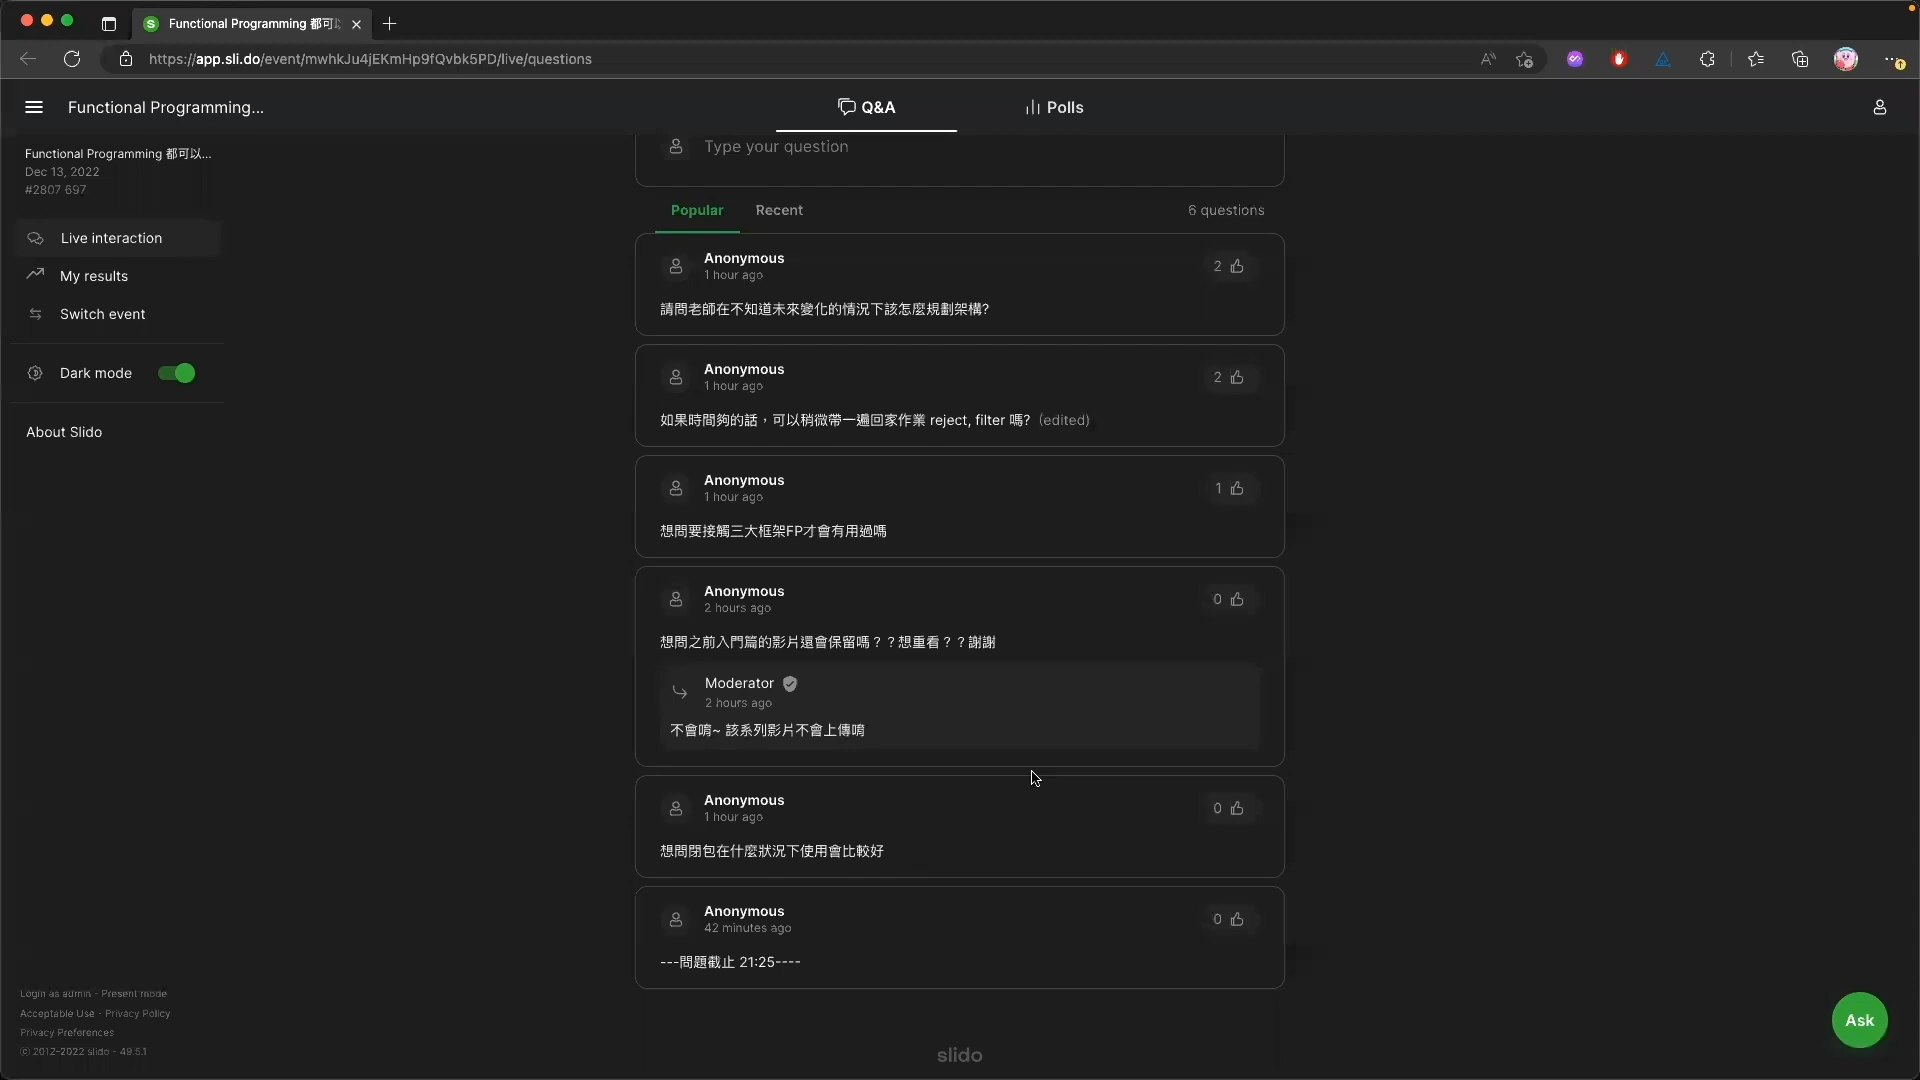 Functional Programming 都可以
https://app.sli.do/event/mwhkJu4jEKmHp9fQvbk5PD/live/questions
Functional Programming...
Q&A
Polls
Functional Programming 都可以...
Dec 13, 2022
#2807 697
Live interaction
My results
Switch event
Dark mode
About Slido
Type your question
Popular
Recent
6 questions
Anonymous
1 hour ago
2
請問老師在不知道未來變化的情況下該怎麼規劃架構?
Anonymous
1 hour ago
2
如果時間夠的話，可以稍微帶一遍回家作業 reject, filter 嗎? (edited)
Anonymous
1 hour ago
1
想問要接觸三大框架FP才會有用過嗎
Anonymous
2 hours ago
0
想問之前入門篇的影片還會保留嗎？？想重看？？謝謝
Moderator
2 hours ago
不會唷~ 該系列影片不會上傳唷
Anonymous
1 hour ago
0
想問閉包在什麼狀況下使用會比較好
Anonymous
42 minutes ago
0
---問題截止 21:25----
Login as admin - Present mode
Acceptable Use - Privacy Policy
Privacy Preferences
© 2012-2022 slido - 49.5.1
slido
Ask